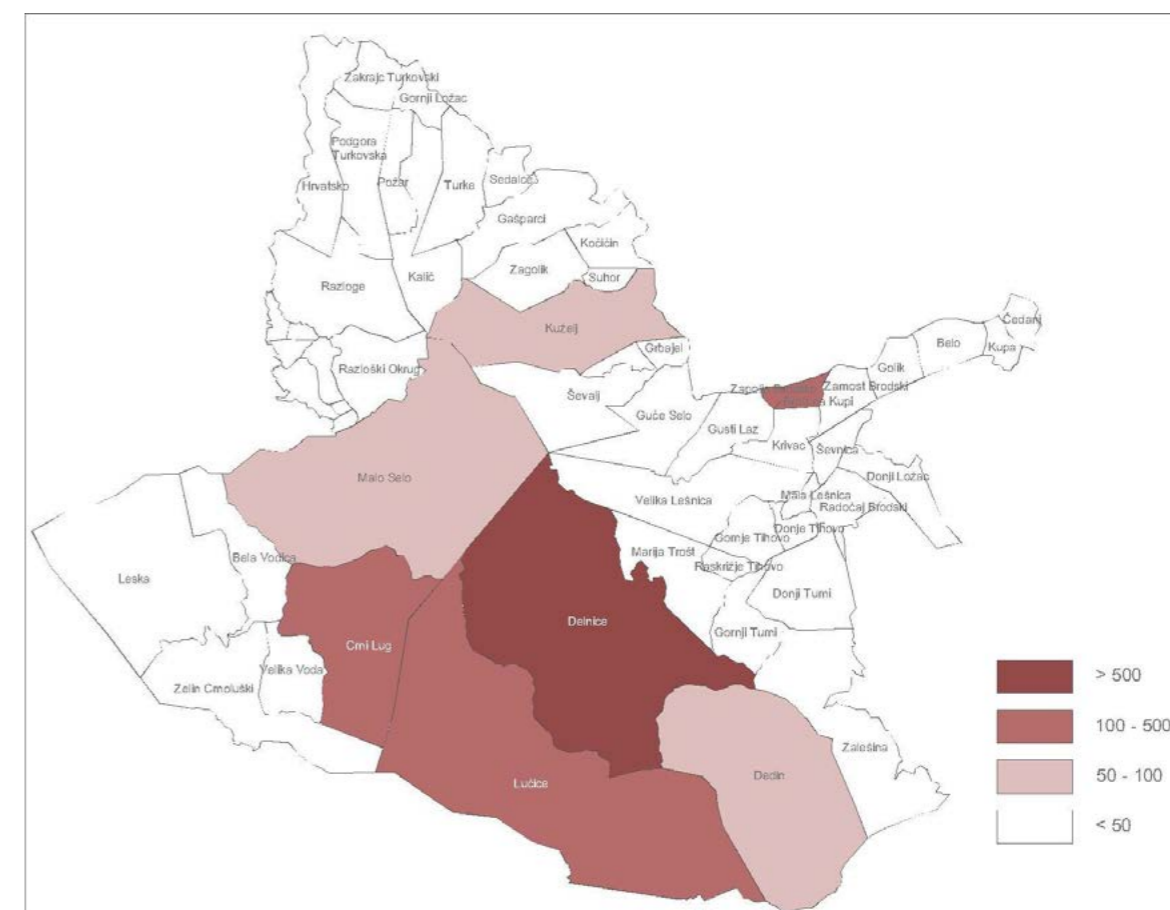 Zakrajc Turkovski
Gornji Ložac
Podgora
Turkovska
Hrvatsko
Požar
Turke
Sedalce
Gašparci
Kočičin
Zagolik
Suhor
Kalič
Razloge
Kuželj
Grbajel
Razloški Okrug
Ševalj
Guče Selo
Gusti Laz
Čedanj
Kupa
Belo
Golik
Zamost Brodski
Kupi
Krivac
Ševnica
Donji Ložac
Malo Selo
Velika Lešnica
Mala Lešnica
Radočaj Brodski
Donje Tihovo
Gornje Tihovo
Marija Trošt
Raskrižje Tihovo
Bela Vodica
Leska
Donji Turni
Gornji Turni
Delnice
Crni Lug
Velika Voda
Zelin Crnoluški
Zalešina
Dedin
Lučice
> 500
100 - 500
50 - 100
< 50